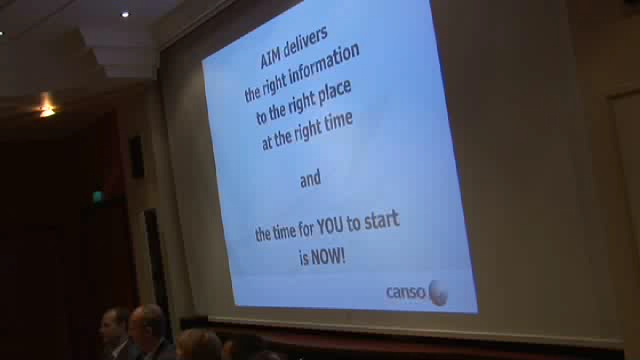 AIM delivers
the right information
to the right place
at the right time
and
the time for YOU to start
is NOW!
canso